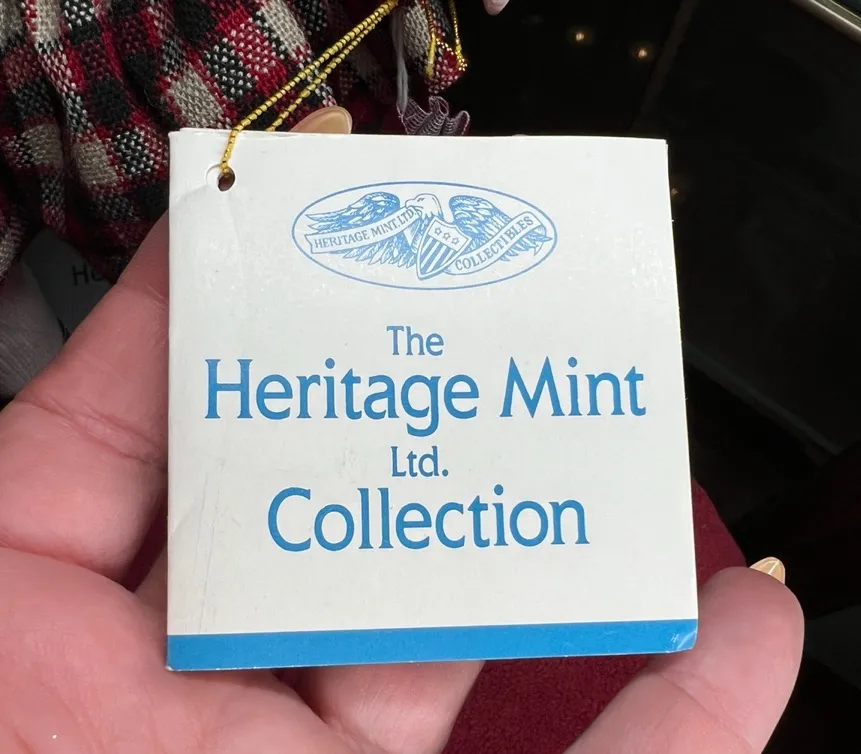 HERITAGE MINT, LTD.
COLLECTIBLES
The
Heritage Mint
Ltd.
Collection